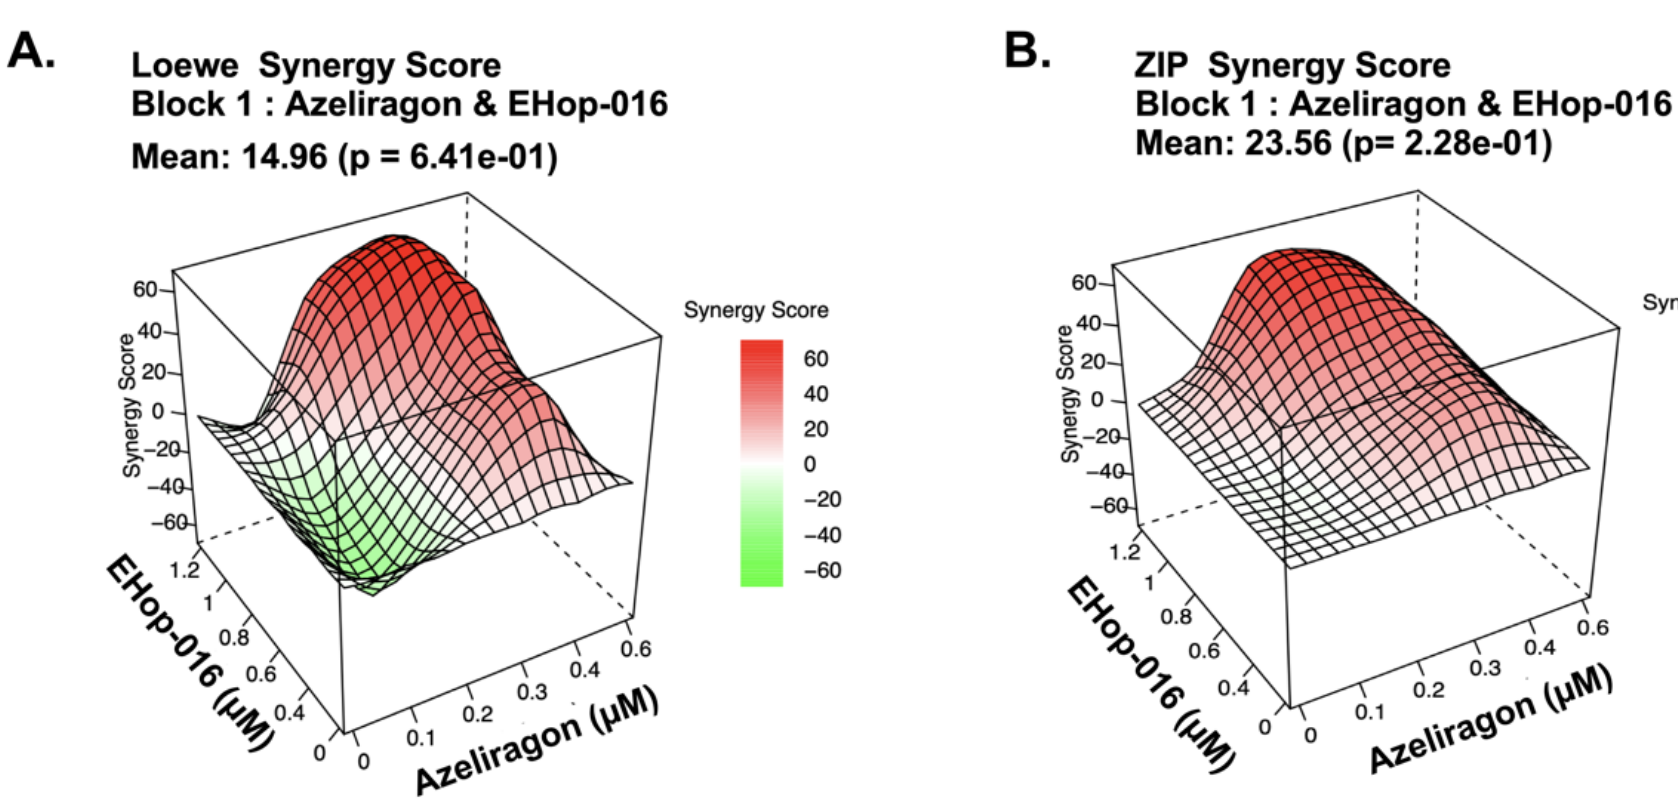 A.
Loewe Synergy Score
Block 1 : Azeliragon & EHop-016
Mean: 14.96 (p = 6.41e-01)
60
40
20
0
−20
−40
−60
Synergy Score
1.2
1
0.8
0.6
0.4
0
EHop-016 (µM)
0
0.1
0.2
0.3
0.4
0.6
Azeliragon (µM)
Synergy Score
60
40
20
0
−20
−40
−60
B.
ZIP Synergy Score
Block 1 : Azeliragon & EHop-016
Mean: 23.56 (p= 2.28e-01)
60
40
20
0
−20
−40
−60
Synergy Score
1.2
1
0.8
0.6
0.4
0
EHop-016 (µM)
0
0.1
0.2
0.3
0.4
0.6
Azeliragon (µM)
Syn